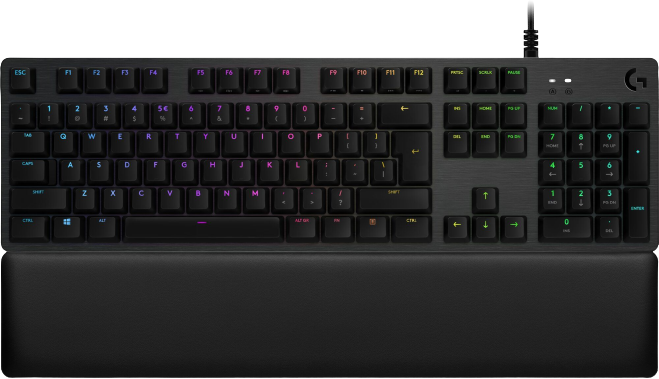 ESC F1 F2 F3 F4 F5 F6 F7 F8 F9 F10 F11 F12 PRTSC SCRLK PAUSE
1 2 3 4 5€ 6 7 8 9 0 - = ← INS HOME PG-UP NUM / * -
TAB Q W E R T Y U I O P [ ] DEL END PG-DN 7 8 9 +
HOME ↑ PG-UP
CAPS A S D F G H J K L ; ' \ 4 5 6
← →
SHIFT Z X C V B N M , . / SHIFT ↑ 1 2 3
END ↓ PG-DN
CTRL ALT ALT GR FN CTRL ← ↓ → 0 . ENTER
INS DEL